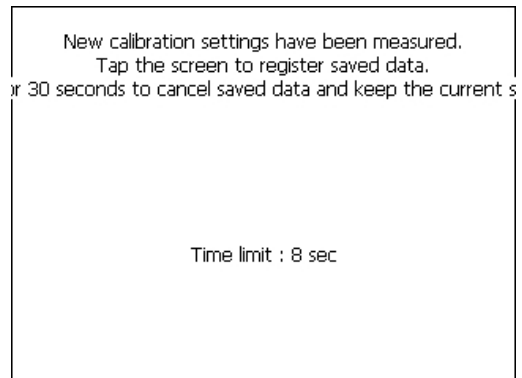 New calibration settings have been measured.
Tap the screen to register saved data.
30 seconds to cancel saved data and keep the current
Time limit : 8 sec